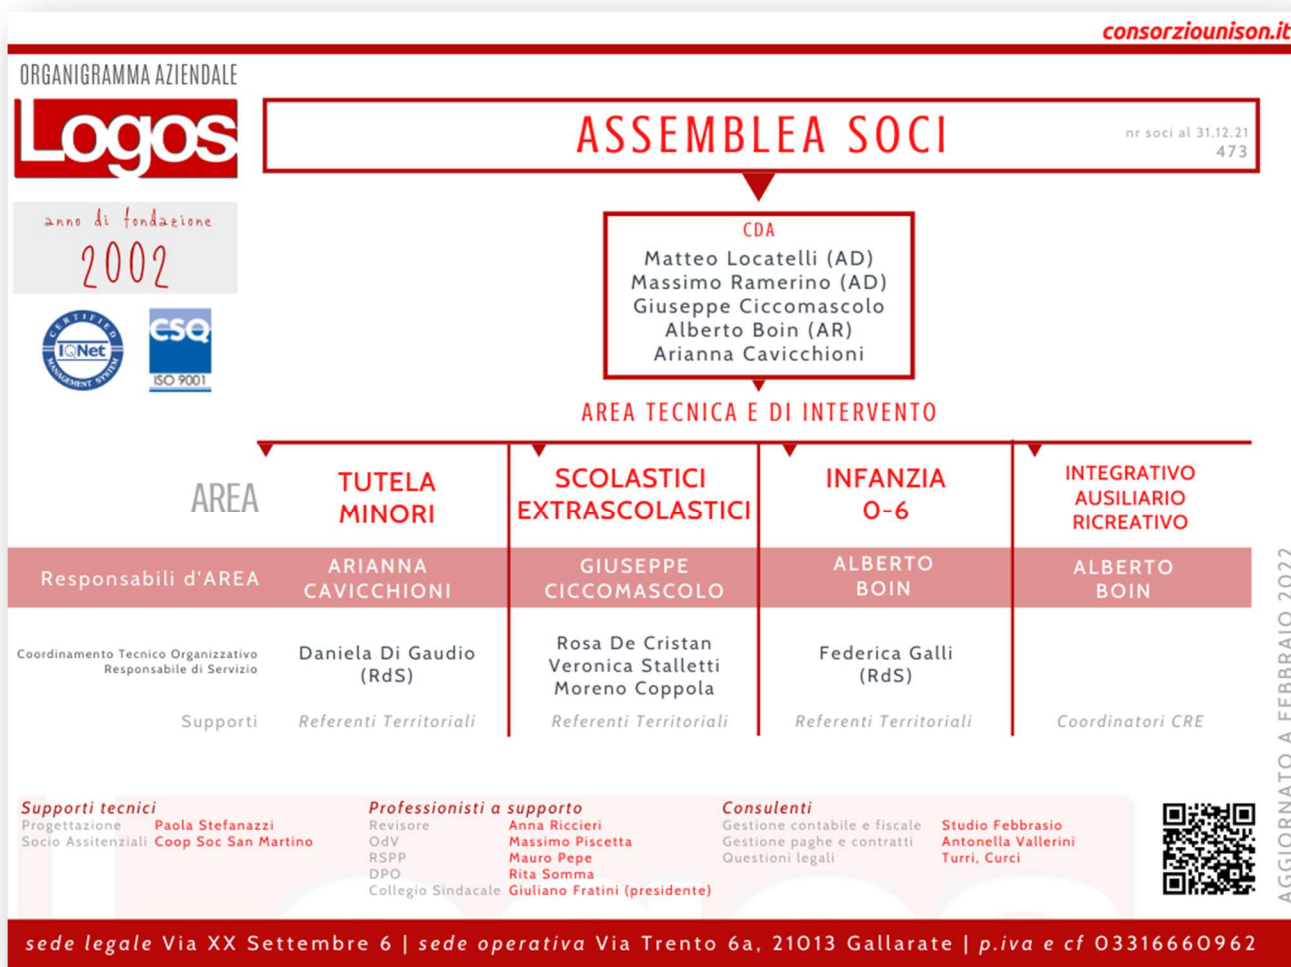 consorziounison.it
ORGANIGRAMMA AZIENDALE
Logos
ASSEMBLEA SOCI
nr soci al 31.12.21
473
anno di fondazione
2002
CERTIFIED
IQNet
MANAGEMENT SYSTEM
CSQ
ISO 9001
CDA
Matteo Locatelli (AD)
Massimo Ramerino (AD)
Giuseppe Ciccomascolo
Alberto Boin (AR)
Arianna Cavicchioni
AREA TECNICA E DI INTERVENTO
AREA
TUTELA
MINORI
SCOLASTICI
EXTRASCOLASTICI
INFANZIA
0-6
INTEGRATIVO
AUSILIARIO
RICREATIVO
Responsabili d'AREA
ARIANNA
CAVICCHIONI
GIUSEPPE
CICCOMASCOLO
ALBERTO
BOIN
ALBERTO
BOIN
Coordinamento Tecnico Organizzativo
Responsabile di Servizio
Daniela Di Gaudio
(RdS)
Rosa De Cristan
Veronica Stalletti
Moreno Coppola
Federica Galli
(RdS)
Supporti
Referenti Territoriali
Referenti Territoriali
Referenti Territoriali
Coordinatori CRE
Supporti tecnici
Progettazione Paola Stefanazzi
Socio Assitenziali Coop Soc San Martino
Professionisti a supporto
Revisore Anna Riccieri
OdV Massimo Piscetta
RSPP Mauro Pepe
DPO Rita Somma
Collegio Sindacale Giuliano Fratini (presidente)
Consulenti
Gestione contabile e fiscale Studio Febbrasio
Gestione paghe e contratti Antonella Vallerini
Questioni legali Turri, Curci
AGGIORNATO A FEBBRAIO 2022
sede legale Via XX Settembre 6 | sede operativa Via Trento 6a, 21013 Gallarate | p.iva e cf 03316660962